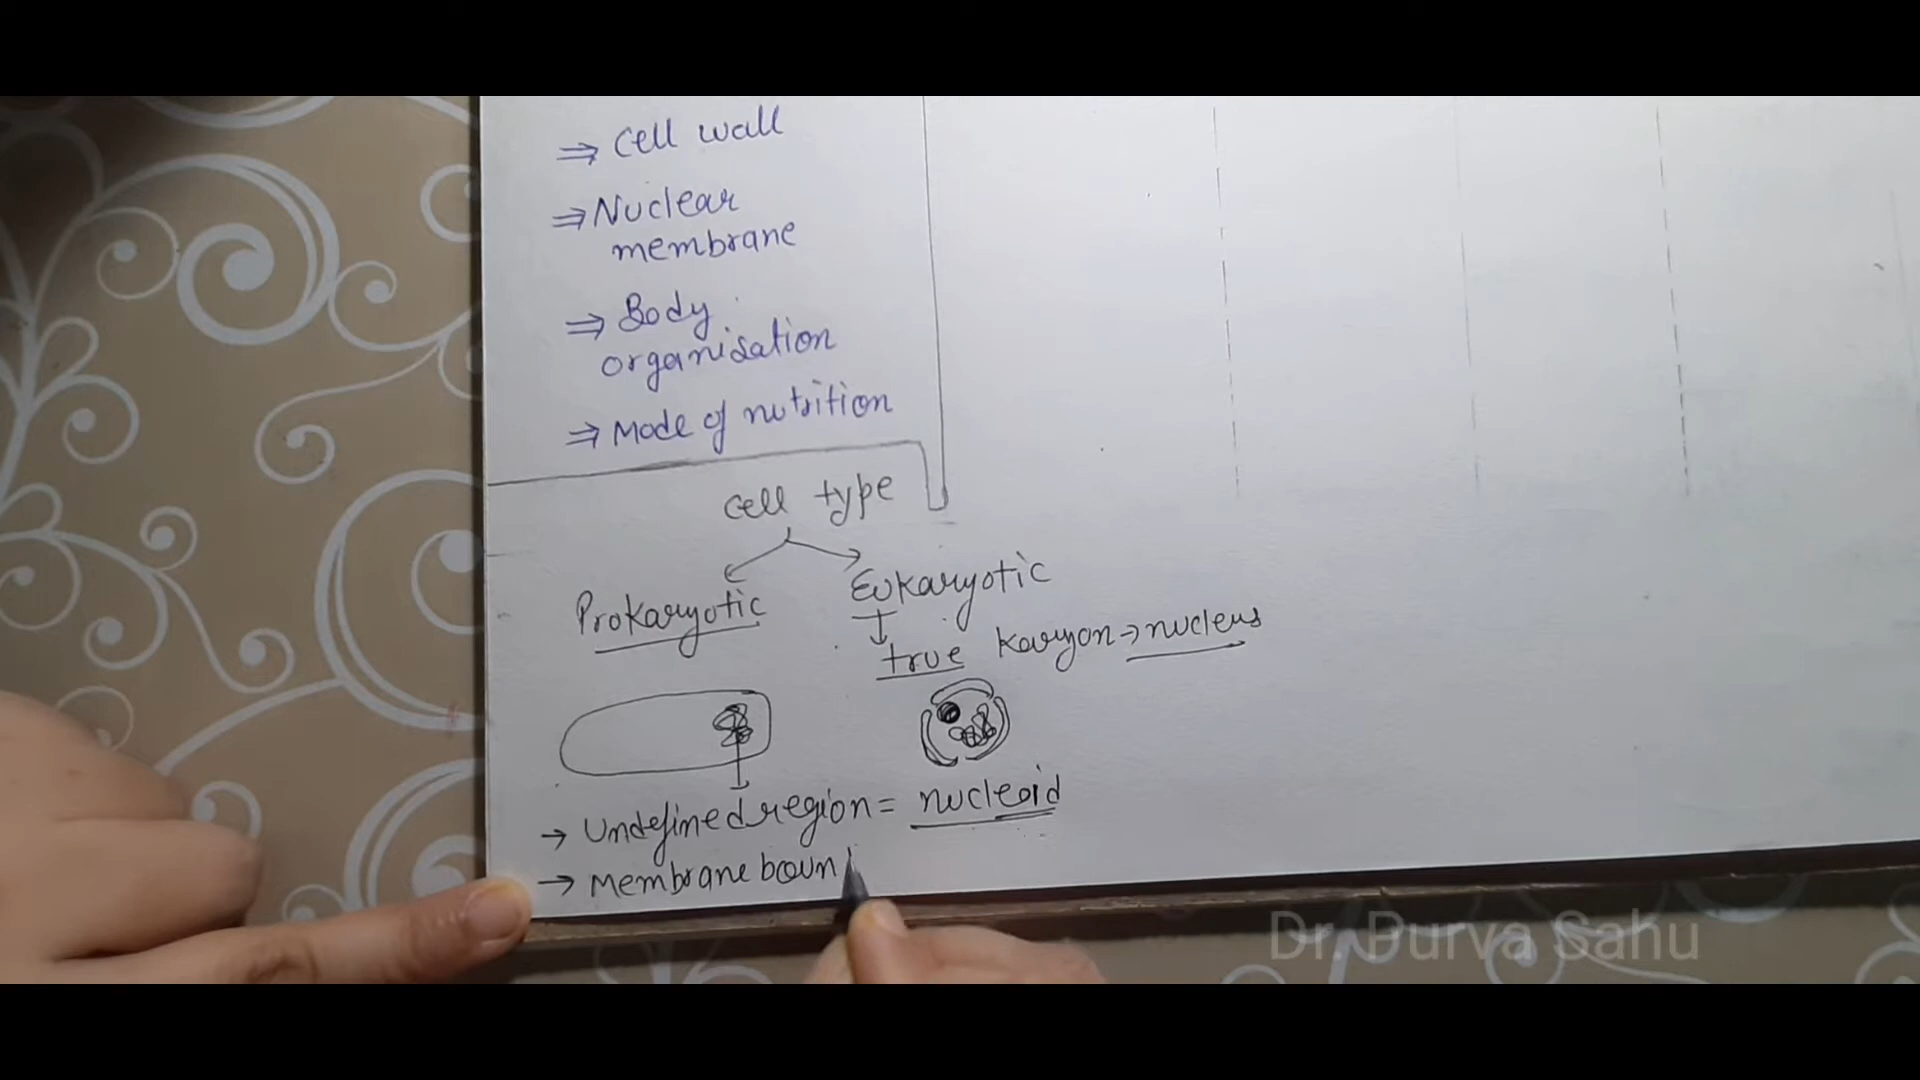 ⇒ Cell wall
⇒ Nuclear
membrane
⇒ Body
organisation
⇒ Mode of nutrition
Cell type
Prokaryotic
Eukaryotic
true Karyon → nucleus
→ Undefined region = nucleoid
→ Membrane boun
Dr. Purva Sahu